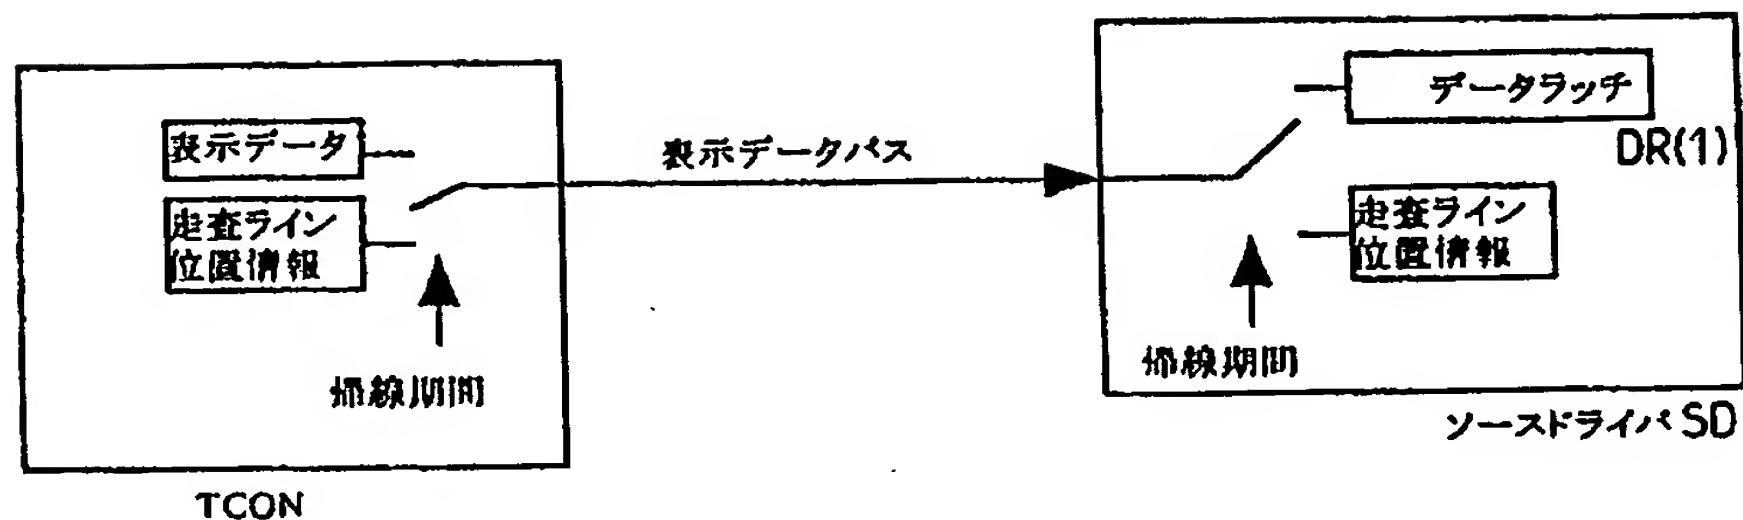 表示データ
走査ライン
位置情報
帰線期間
TCON
表示データバス
データラッチ
DR(1)
走査ライン
位置情報
帰線期間
ソースドライバSD